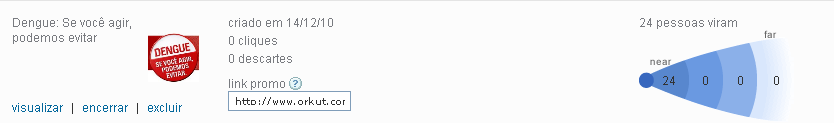 Dengue: Se você agir,
podemos evitar
DENGUE
SE VOCÊ AGIR,
PODEMOS
EVITAR.
visualizar | encerrar | excluir
criado em 14/12/10
0 cliques
0 descartes
link promo ?
http://www.orkut.cor
24 pessoas viram
far
near
24 0 0 0